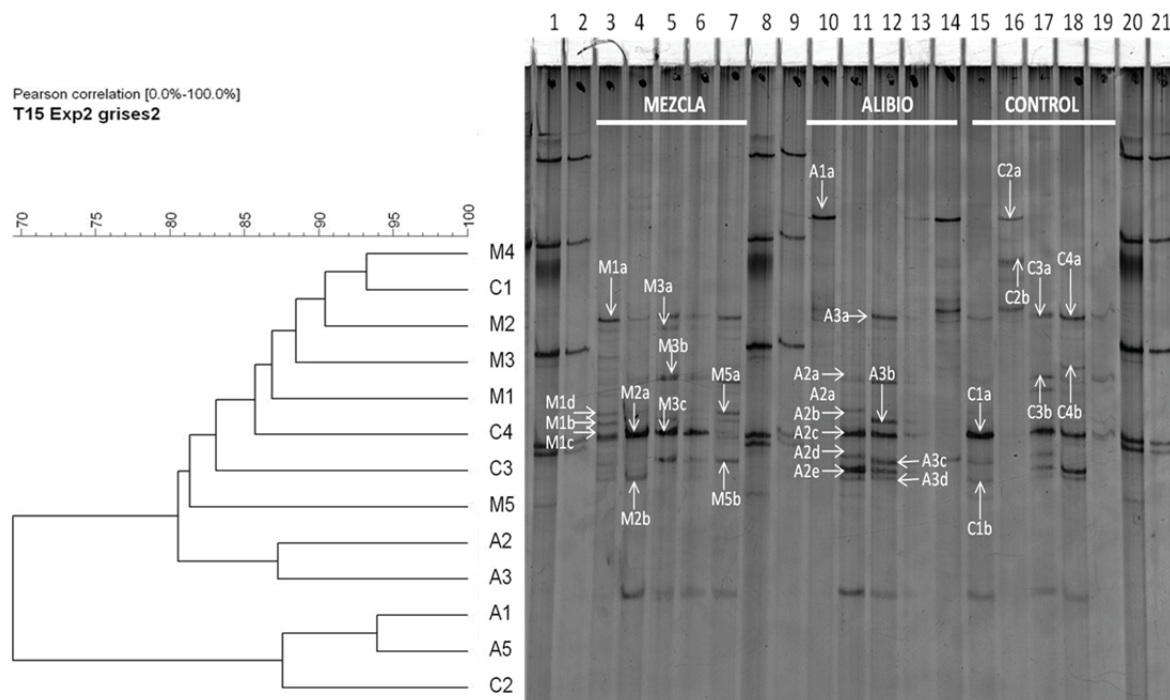 Pearson correlation [0.0%-100.0%]
T15 Exp2 grises2
70 75 80 85 90 95 100
M4
C1
M2
M3
M1
C4
C3
M5
A2
A3
A1
A5
C2
1 2 3 4 5 6 7 8 9 10 11 12 13 14 15 16 17 18 19 20 21
MEZCLA ALIBIO CONTROL
A1a C2a
M1a M3a C3a C4a
C2b
A3a
M3b
A2a A3b
M5a
M2a A2a C1a
M1d M3c A2b C3b C4b
M1b
M1c A2c
A2d
A3c
A2e A3d
M2b M5b
C1b